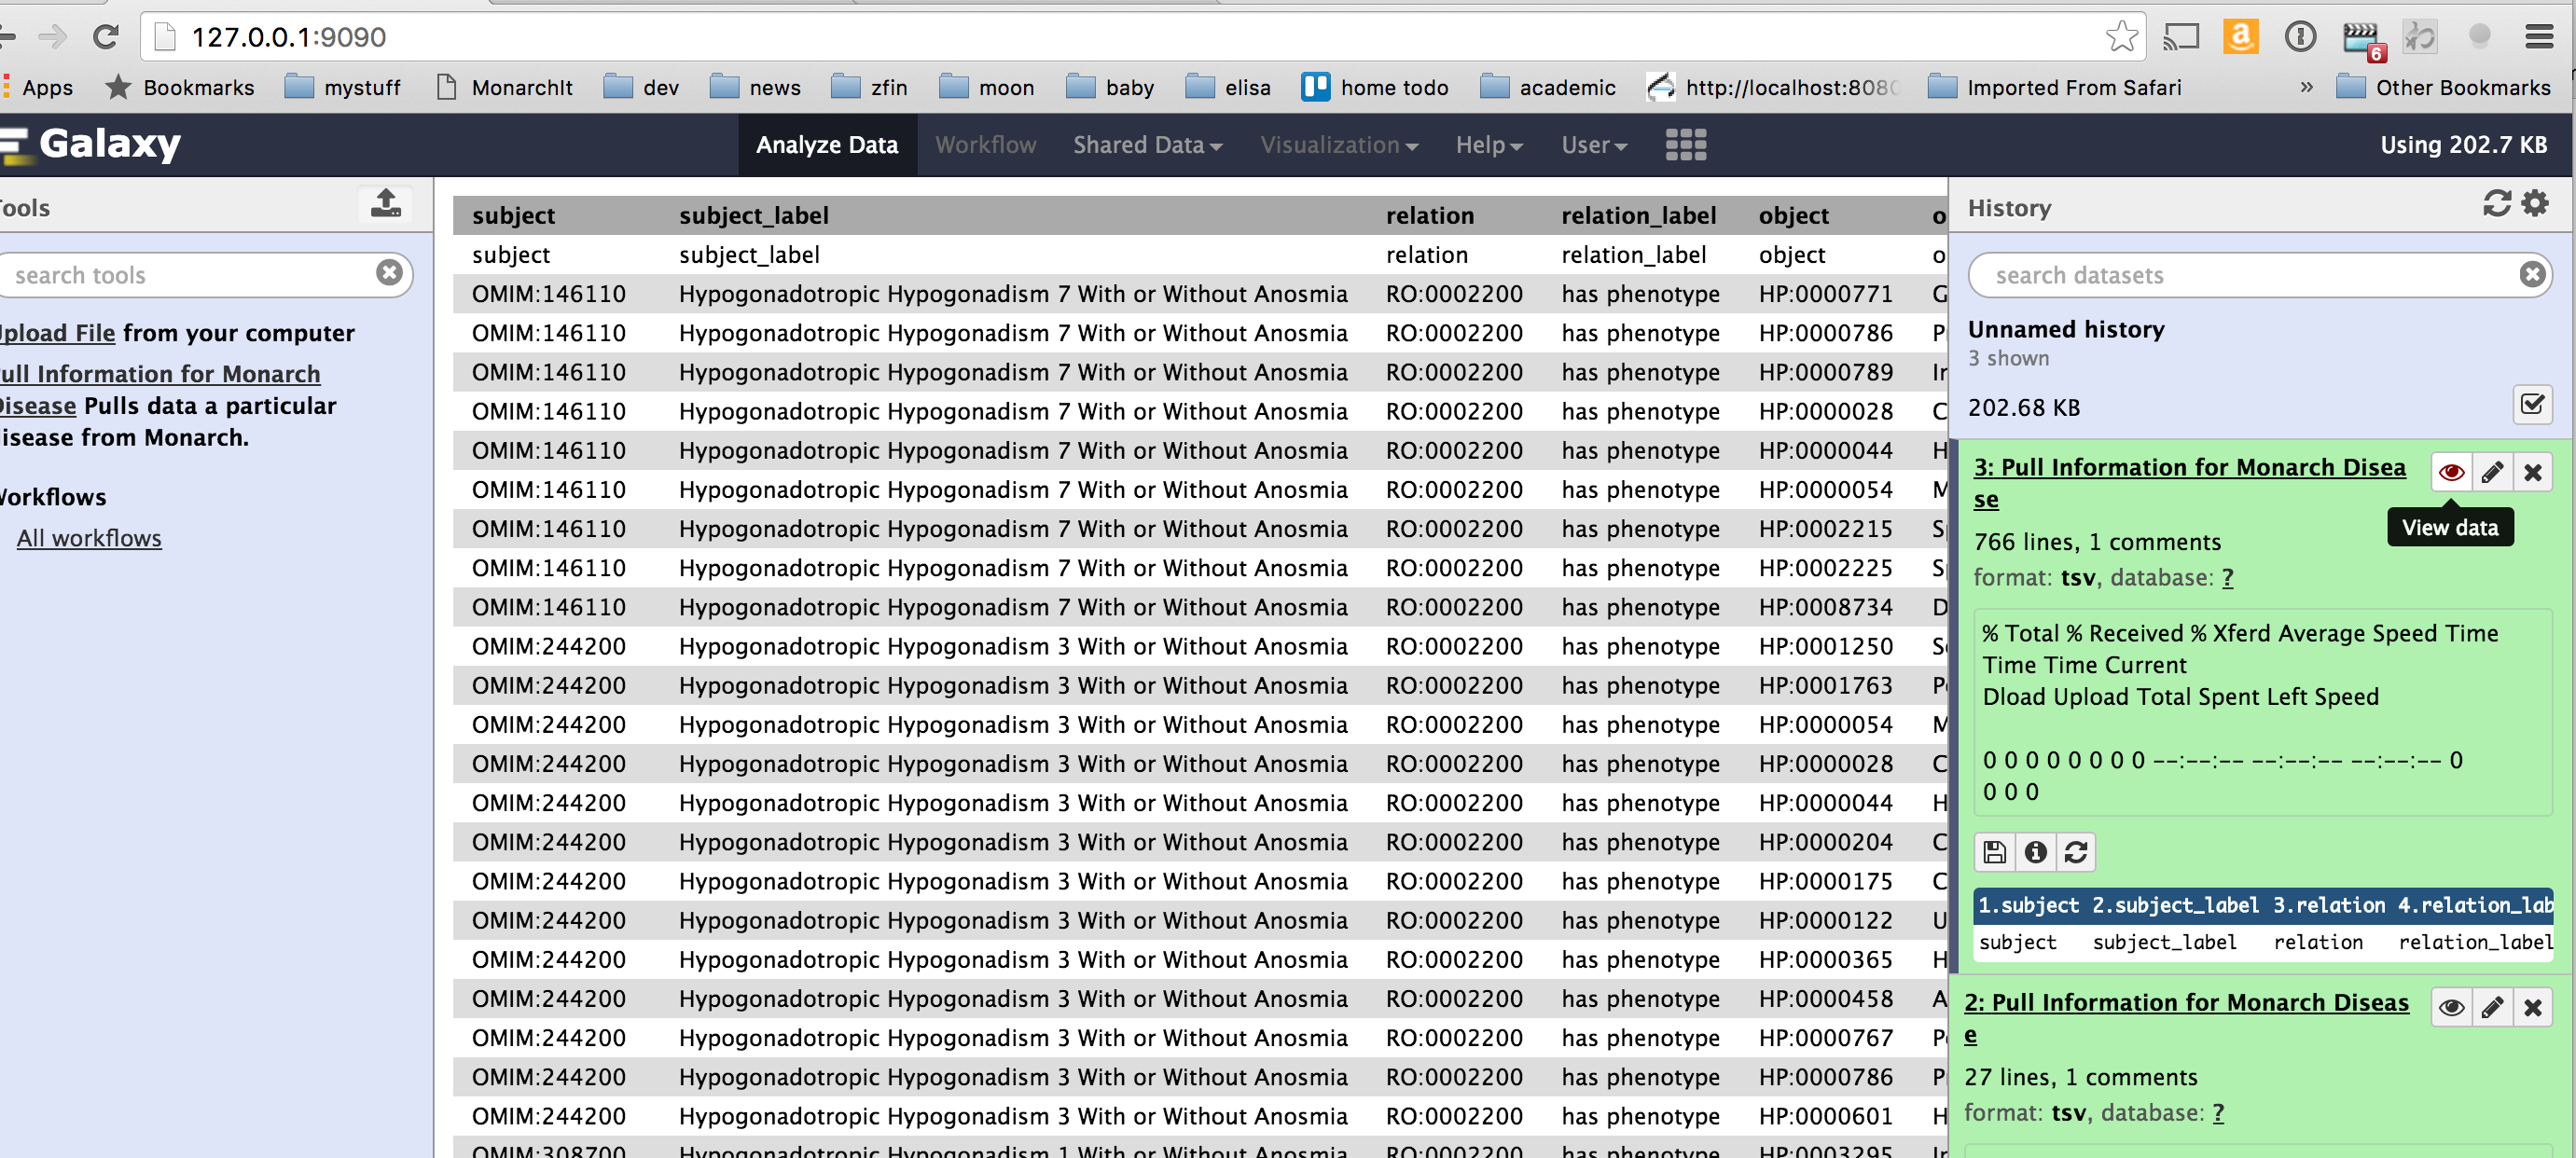 127.0.0.1:9090
6
Apps Bookmarks mystuff MonarchIt dev news zfin moon baby elisa home todo academic http://localhost:8080 Imported From Safari » Other Bookmarks
Galaxy Analyze Data Workflow Shared Data Visualization Help User Using 202.7 KB
Tools
search tools
Upload File from your computer
Pull Information for Monarch
Disease Pulls data a particular
disease from Monarch.
Workflows
All workflows
subject subject_label relation relation_label object o
subject subject_label relation relation_label object o
OMIM:146110 Hypogonadotropic Hypogonadism 7 With or Without Anosmia RO:0002200 has phenotype HP:0000771 G
OMIM:146110 Hypogonadotropic Hypogonadism 7 With or Without Anosmia RO:0002200 has phenotype HP:0000786 P
OMIM:146110 Hypogonadotropic Hypogonadism 7 With or Without Anosmia RO:0002200 has phenotype HP:0000789 Ir
OMIM:146110 Hypogonadotropic Hypogonadism 7 With or Without Anosmia RO:0002200 has phenotype HP:0000028 C
OMIM:146110 Hypogonadotropic Hypogonadism 7 With or Without Anosmia RO:0002200 has phenotype HP:0000044 H
OMIM:146110 Hypogonadotropic Hypogonadism 7 With or Without Anosmia RO:0002200 has phenotype HP:0000054 M
OMIM:146110 Hypogonadotropic Hypogonadism 7 With or Without Anosmia RO:0002200 has phenotype HP:0002215 S
OMIM:146110 Hypogonadotropic Hypogonadism 7 With or Without Anosmia RO:0002200 has phenotype HP:0002225 S
OMIM:146110 Hypogonadotropic Hypogonadism 7 With or Without Anosmia RO:0002200 has phenotype HP:0008734 D
OMIM:244200 Hypogonadotropic Hypogonadism 3 With or Without Anosmia RO:0002200 has phenotype HP:0001250 S
OMIM:244200 Hypogonadotropic Hypogonadism 3 With or Without Anosmia RO:0002200 has phenotype HP:0001763 P
OMIM:244200 Hypogonadotropic Hypogonadism 3 With or Without Anosmia RO:0002200 has phenotype HP:0000054 M
OMIM:244200 Hypogonadotropic Hypogonadism 3 With or Without Anosmia RO:0002200 has phenotype HP:0000028 C
OMIM:244200 Hypogonadotropic Hypogonadism 3 With or Without Anosmia RO:0002200 has phenotype HP:0000044 H
OMIM:244200 Hypogonadotropic Hypogonadism 3 With or Without Anosmia RO:0002200 has phenotype HP:0000204 C
OMIM:244200 Hypogonadotropic Hypogonadism 3 With or Without Anosmia RO:0002200 has phenotype HP:0000175 C
OMIM:244200 Hypogonadotropic Hypogonadism 3 With or Without Anosmia RO:0002200 has phenotype HP:0000122 U
OMIM:244200 Hypogonadotropic Hypogonadism 3 With or Without Anosmia RO:0002200 has phenotype HP:0000365 H
OMIM:244200 Hypogonadotropic Hypogonadism 3 With or Without Anosmia RO:0002200 has phenotype HP:0000458 A
OMIM:244200 Hypogonadotropic Hypogonadism 3 With or Without Anosmia RO:0002200 has phenotype HP:0000767 P
OMIM:244200 Hypogonadotropic Hypogonadism 3 With or Without Anosmia RO:0002200 has phenotype HP:0000786 P
OMIM:244200 Hypogonadotropic Hypogonadism 3 With or Without Anosmia RO:0002200 has phenotype HP:0000601 H
OMIM:308700 Hypogonadotropic Hypogonadism 1 With or Without Anosmia RO:0002200 has phenotype HP:0003295 Ir
History
search datasets
Unnamed history
3 shown
202.68 KB
3: Pull Information for Monarch Disea
se
View data
766 lines, 1 comments
format: tsv, database: ?
% Total % Received % Xferd Average Speed Time
Time Time Current
Dload Upload Total Spent Left Speed
0 0 0 0 0 0 0 0 --:--:-- --:--:-- --:--:-- 0
0 0 0
1.subject 2.subject_label 3.relation 4.relation_lab
subject subject_label relation relation_label
2: Pull Information for Monarch Diseas
e
27 lines, 1 comments
format: tsv, database: ?